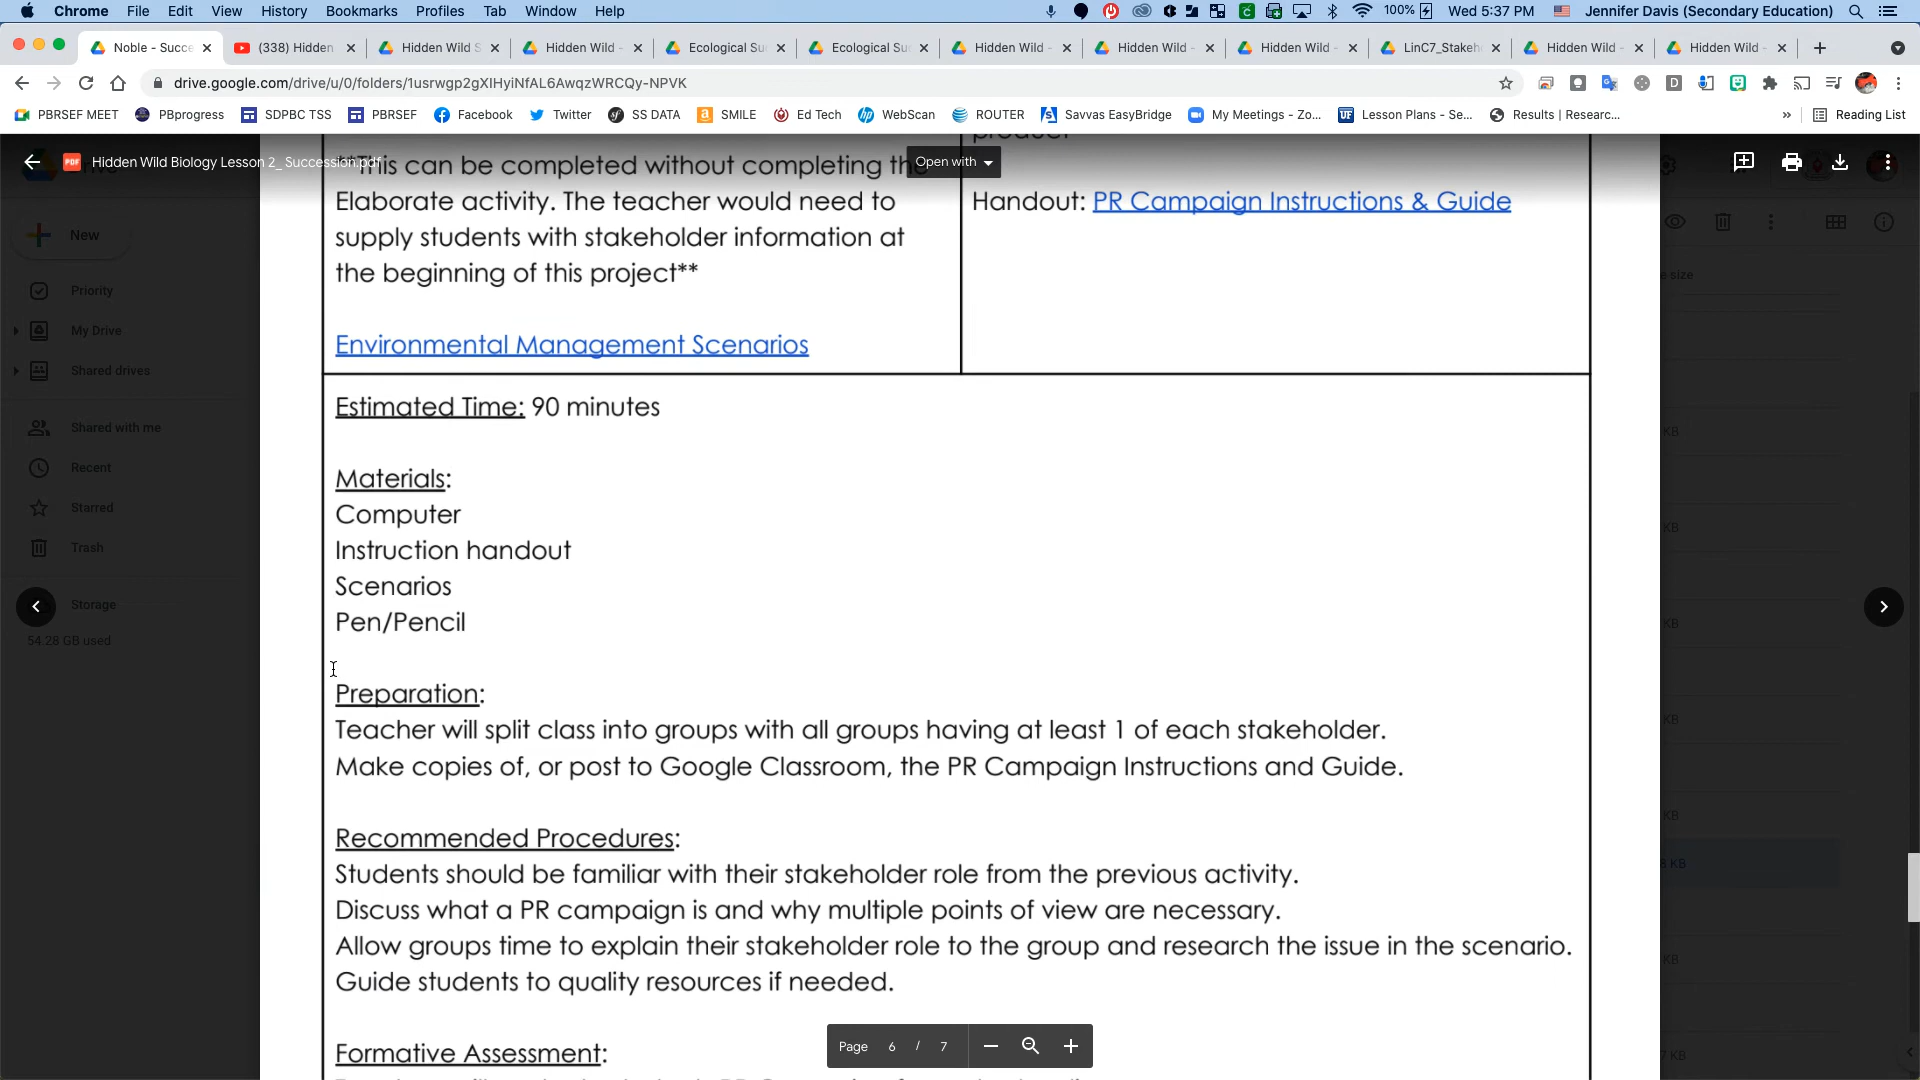 Chrome File Edit View History Bookmarks Profiles Tab Window Help 100% Wed 5:37 PM Jennifer Davis (Secondary Education)
Noble - Succe (338) Hidden Hidden Wild S Hidden Wild - Ecological Su Ecological Su Hidden Wild - Hidden Wild - Hidden Wild - LinC7_Stakeh Hidden Wild - Hidden Wild -
drive.google.com/drive/u/0/folders/1usrwgp2gXIHyiNfAL6AwqzWRCQy-NPVK
PBRSEF MEET PBprogress SDPBC TSS PBRSEF Facebook Twitter SS DATA SMILE Ed Tech WebScan ROUTER Savvas EasyBridge My Meetings - Zo... Lesson Plans - Se... Results | Researc... » Reading List
product
PDF Hidden Wild Biology Lesson 2_ Succession.pdf Open with
This can be completed without completing the
Elaborate activity. The teacher would need to
supply students with stakeholder information at
the beginning of this project**
Environmental Management Scenarios
Handout: PR Campaign Instructions & Guide
New
Priority
My Drive
Shared drives
Shared with me
Recent
Starred
Trash
Storage
54.28 GB used
e size
Estimated Time: 90 minutes
Materials:
Computer
Instruction handout
Scenarios
Pen/Pencil
Preparation:
Teacher will split class into groups with all groups having at least 1 of each stakeholder.
Make copies of, or post to Google Classroom, the PR Campaign Instructions and Guide.
Recommended Procedures:
Students should be familiar with their stakeholder role from the previous activity.
Discuss what a PR campaign is and why multiple points of view are necessary.
Allow groups time to explain their stakeholder role to the group and research the issue in the scenario.
Guide students to quality resources if needed.
Formative Assessment:
KB
KB
KB
KB
KB
KB
KB
KB
Page 6 / 7